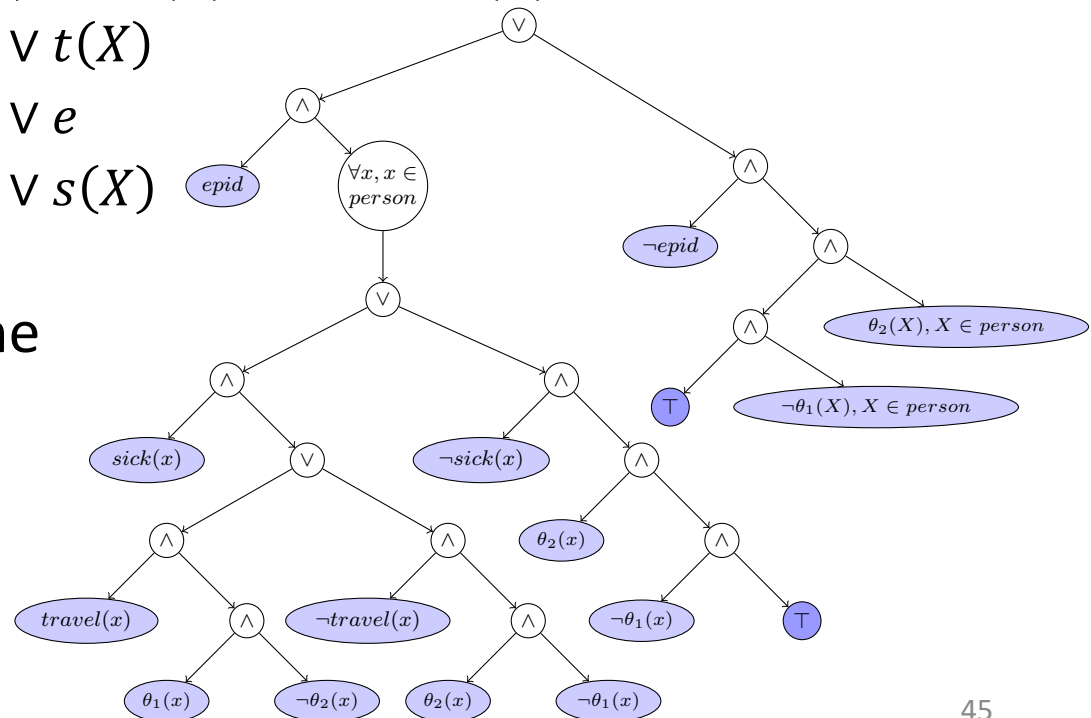 ∨ t(X)
∨ e
∨ s(X)
ne
∨
∧
epid
∀x, x ∈
person
∧
¬epid
∧
∨
∧
θ₂(X), X ∈ person
⊤
¬θ₁(X), X ∈ person
∧
∧
sick(x)
∨
¬sick(x)
∧
∧
∧
θ₂(x)
∧
travel(x)
∧
¬travel(x)
∧
¬θ₁(x)
⊤
θ₁(x)
¬θ₂(x)
θ₂(x)
¬θ₁(x)
45